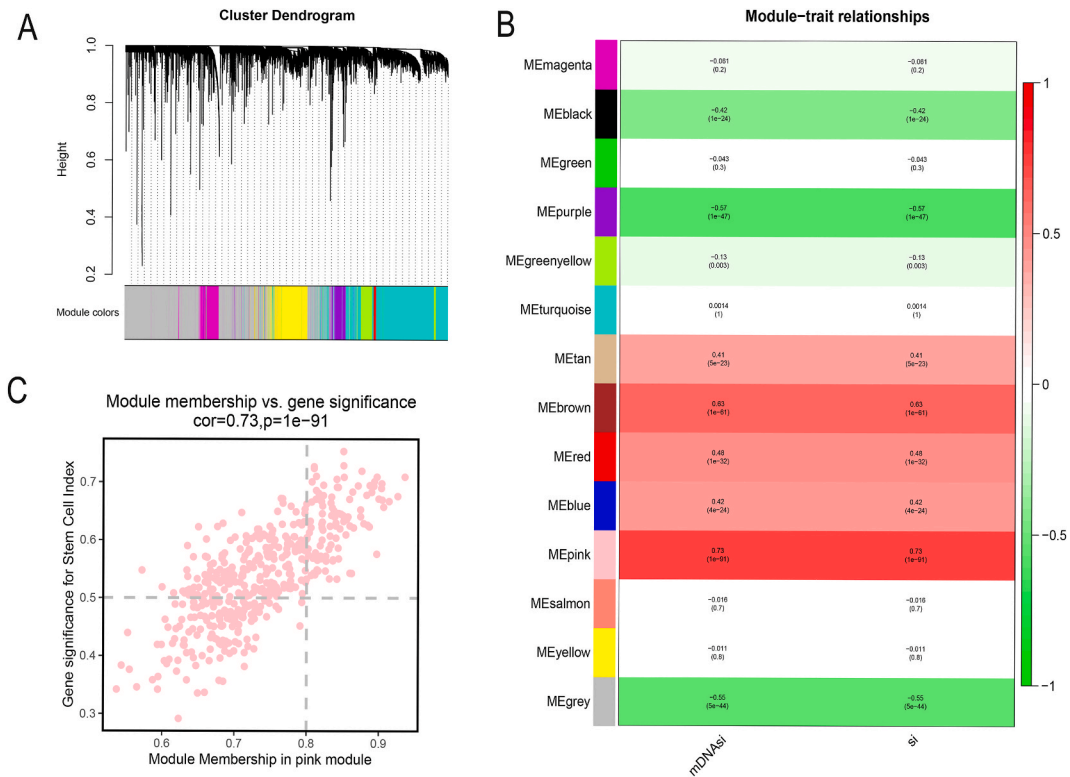 A
Cluster Dendrogram
Height
1.0
0.8
0.6
0.4
0.2
Module colors
B
Module−trait relationships
MEmagenta
−0.061
(0.2)
−0.061
(0.2)
MEblack
−0.42
(1e−24)
−0.42
(1e−24)
MEgreen
−0.043
(0.3)
−0.043
(0.3)
MEpurple
−0.57
(1e−47)
−0.57
(1e−47)
MEgreenyellow
−0.13
(0.003)
−0.13
(0.003)
MEturquoise
0.0014
(1)
0.0014
(1)
MEtan
0.41
(5e−23)
0.41
(5e−23)
MEbrown
0.63
(1e−61)
0.63
(1e−61)
MEred
0.48
(1e−32)
0.48
(1e−32)
MEblue
0.42
(4e−24)
0.42
(4e−24)
MEpink
0.73
(1e−91)
0.73
(1e−91)
MEsalmon
−0.016
(0.7)
−0.016
(0.7)
MEyellow
−0.011
(0.8)
−0.011
(0.8)
MEgrey
−0.55
(5e−44)
−0.55
(5e−44)
mDNAsi
si
1
0.5
0
−0.5
−1
C
Module membership vs. gene significance
cor=0.73,p=1e−91
Gene significance for Stem Cell Index
0.7
0.6
0.5
0.4
0.3
0.6
0.7
0.8
0.9
Module Membership in pink module